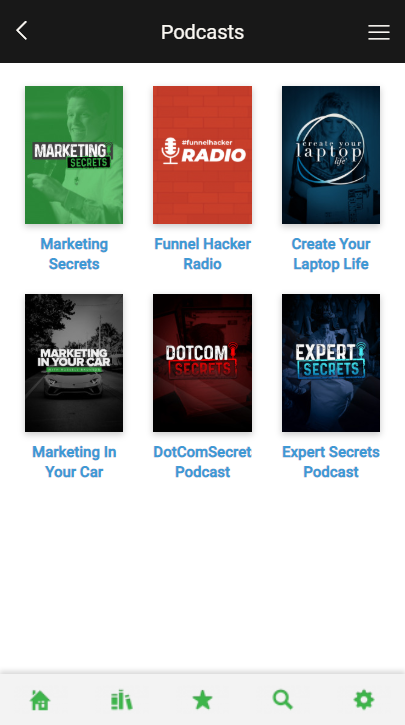 Podcasts
MARKETING
SECRETS
#funnelhacker
RADIO
create your
laptop
life
Marketing
Secrets
Funnel Hacker
Radio
Create Your
Laptop Life
MARKETING
IN YOUR CAR
DOTCOM
SECRETS
EXPERT
SECRETS
Marketing In
Your Car
DotComSecret
Podcast
Expert Secrets
Podcast